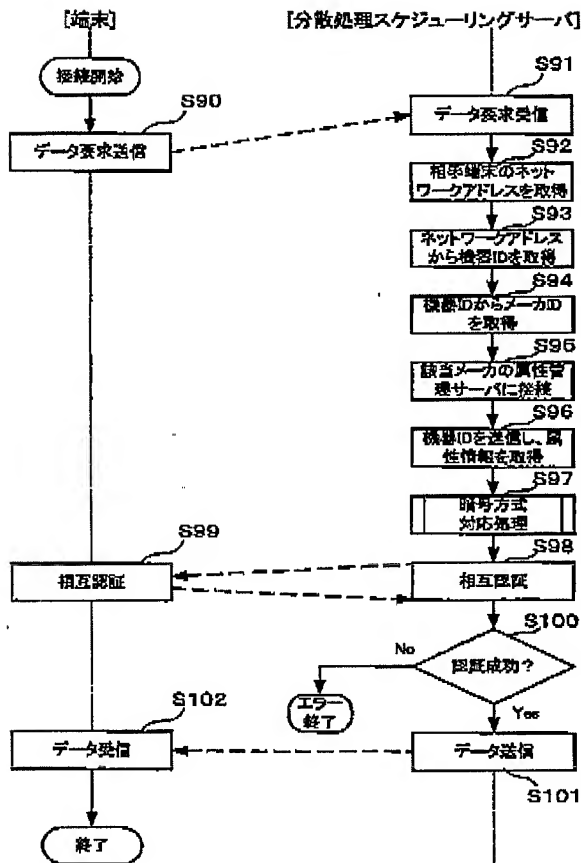 [端末]
[分散処理スケジューリングサーバ]
接続開始
S91
S90
データ要求受信
データ要求送信
S92
相手端末のネット
ワークアドレスを取得
S93
ネットワークアドレス
から機器IDを取得
S94
機器IDからメーカID
を取得
S95
該当メーカの属性管
理サーバに接続
S96
機器IDを送信し、属
性情報を取得
S97
暗号方式
対応処理
S99
S98
相互認証
相互認証
S100
No
認証成功?
エラー
終了
Yes
S102
データ受信
データ送信
S101
終了